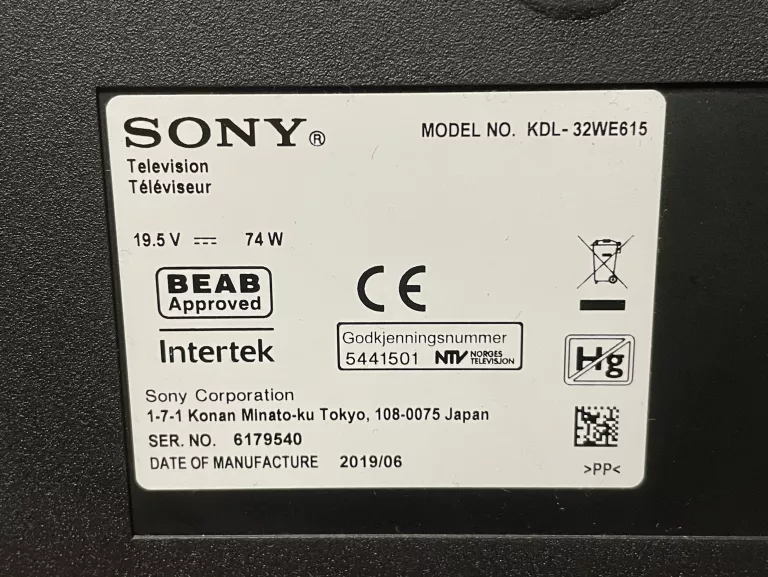 SONY®
MODEL NO. KDL-32WE615
Television
Téléviseur
19.5 V ⎓ 74 W
BEAB
Approved
Intertek
CE
Godkjenningsnummer
5441501 NTV NORGES
TELEVISJON
Hg
Sony Corporation
1-7-1 Konan Minato-ku Tokyo, 108-0075 Japan
SER. NO. 6179540
DATE OF MANUFACTURE 2019/06
>PP<